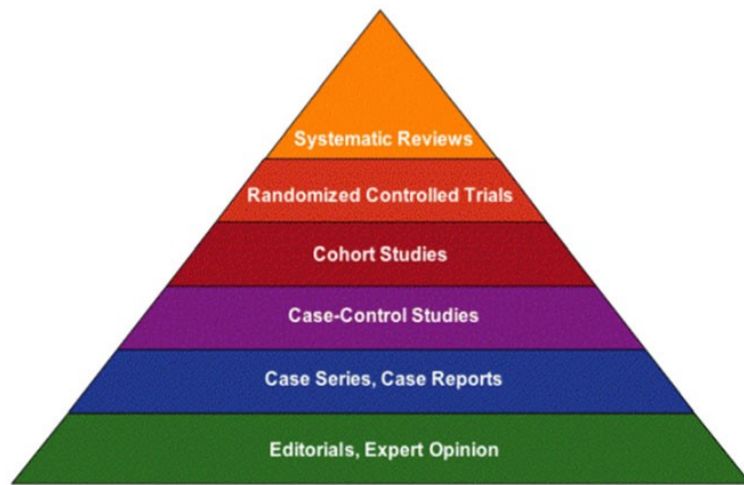 Systematic Reviews
Randomized Controlled Trials
Cohort Studies
Case-Control Studies
Case Series, Case Reports
Editorials, Expert Opinion